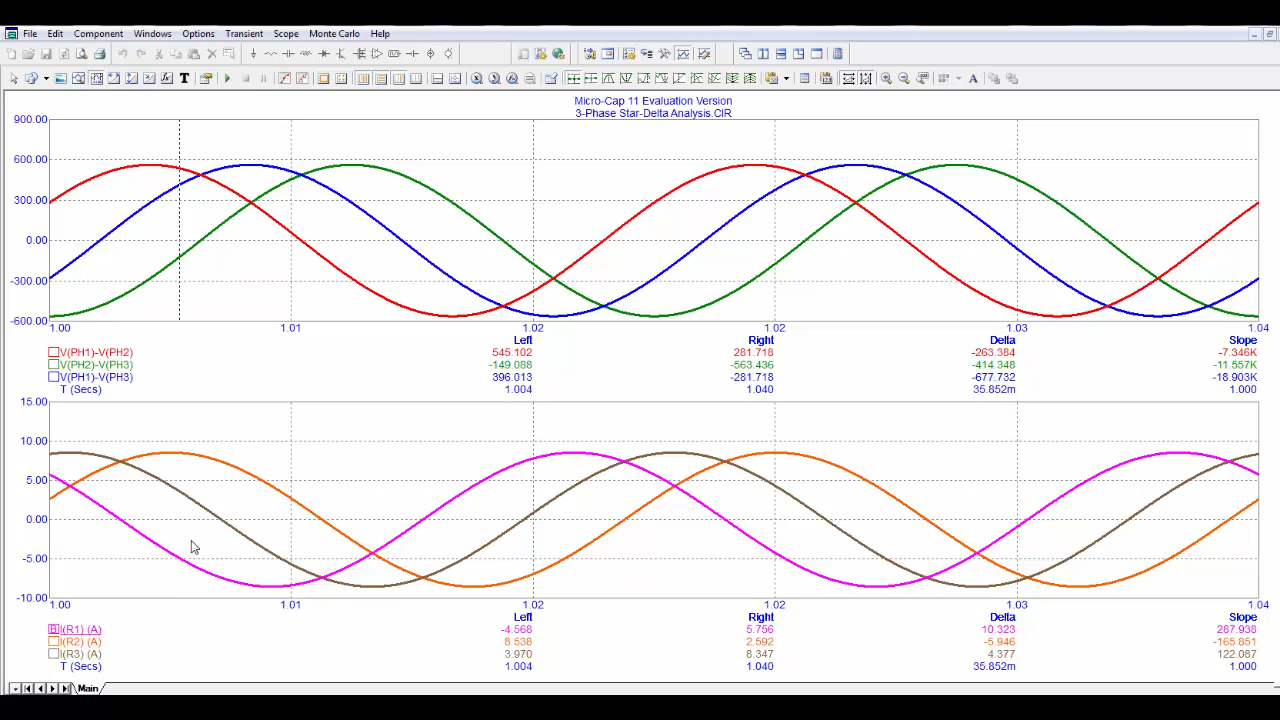 File Edit Component Windows Options Transient Scope Monte Carlo Help
Micro-Cap 11 Evaluation Version
3-Phase Star-Delta Analysis.CIR
900.00
600.00
300.00
0.00
-300.00
-600.00
1.00 1.01 1.02 1.02 1.03 1.04
Left Right Delta Slope
V(PH1)-V(PH2) 545.102 281.718 -263.384 -7.346K
V(PH2)-V(PH3) -149.088 -563.436 -414.348 -11.557K
V(PH1)-V(PH3) 396.013 -281.718 -677.732 -18.903K
T (Secs) 1.004 1.040 35.852m 1.000
15.00
10.00
5.00
0.00
-5.00
-10.00
1.00 1.01 1.02 1.02 1.03 1.04
Left Right Delta Slope
I(R1) (A) -4.568 5.756 10.323 287.938
I(R2) (A) 8.538 2.592 -5.946 -165.851
I(R3) (A) 3.970 8.347 4.377 122.087
T (Secs) 1.004 1.040 35.852m 1.000
Main